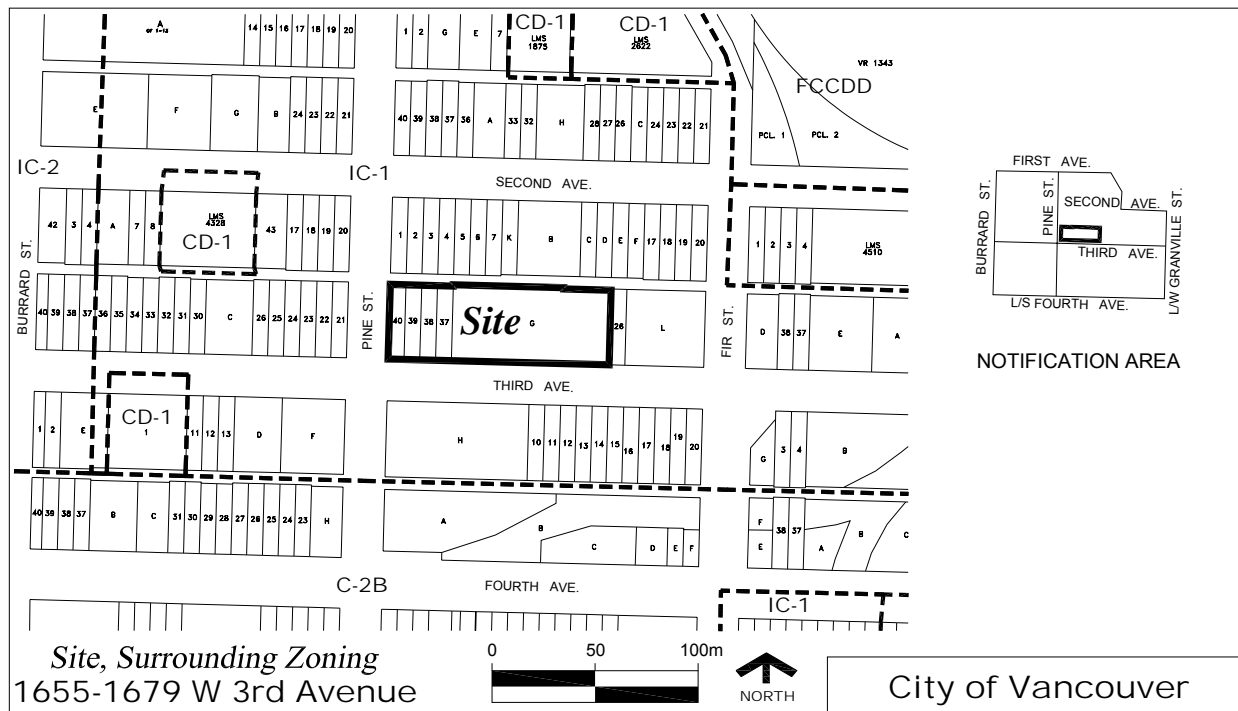 A 14 15 16 17 18 19 20
OF 1-13
1 2 G E 7
CD-1
LMS
1875
CD-1
LMS
2622
VR 1343
FCCDD
PCL. 1 PCL. 2
E F G B 24 23 22 21
40 39 38 37 36 A 33 32 H 28 27 26 C 24 23 22 21
IC-2
IC-1
SECOND AVE.
42 3 4 A 7 8
LMS
4328
CD-1
43 17 18 19 20
1 2 3 4 5 6 7 K B C D E F 17 18 19 20
1 2 3 4
LMS
4510
BURRARD ST.
40 39 38 37 36 35 34 33 32 31 30 C 26 25 24 23 22 21
PINE ST.
40 39 38 37 Site G 26 L
FIR ST.
D 38 37 E A
THIRD AVE.
1 2 E
CD-1
1
11 12 13 D F
H 10 11 12 13 14 15 16 17 18 19 20
G 3 4 B
40 39 38 37 B C 31 30 29 28 27 26 25 24 23 H
A B C D E F
F E 38 37 A B C
C-2B
FOURTH AVE.
IC-1
FIRST AVE.
BURRARD ST.
PINE ST.
SECOND AVE.
THIRD AVE.
L/W GRANVILLE ST.
L/S FOURTH AVE.
NOTIFICATION AREA
Site, Surrounding Zoning
1655-1679 W 3rd Avenue
0 50 100m
NORTH
City of Vancouver